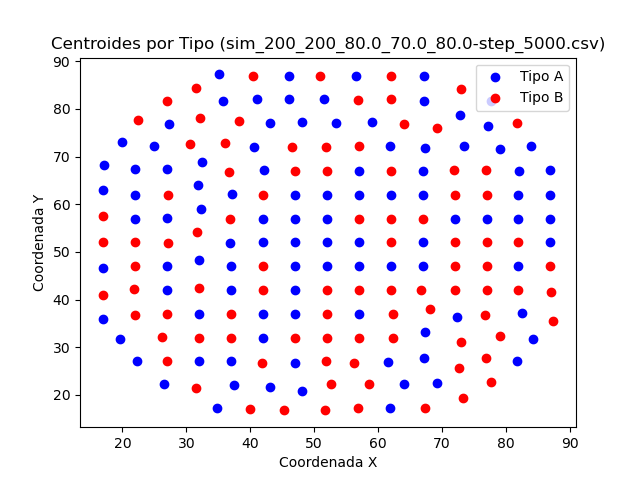 Centroides por Tipo (sim_200_200_80.0_70.0_80.0-step_5000.csv)
Tipo A
Tipo B
90
80
70
60
50
40
30
20
Coordenada Y
20 30 40 50 60 70 80 90
Coordenada X